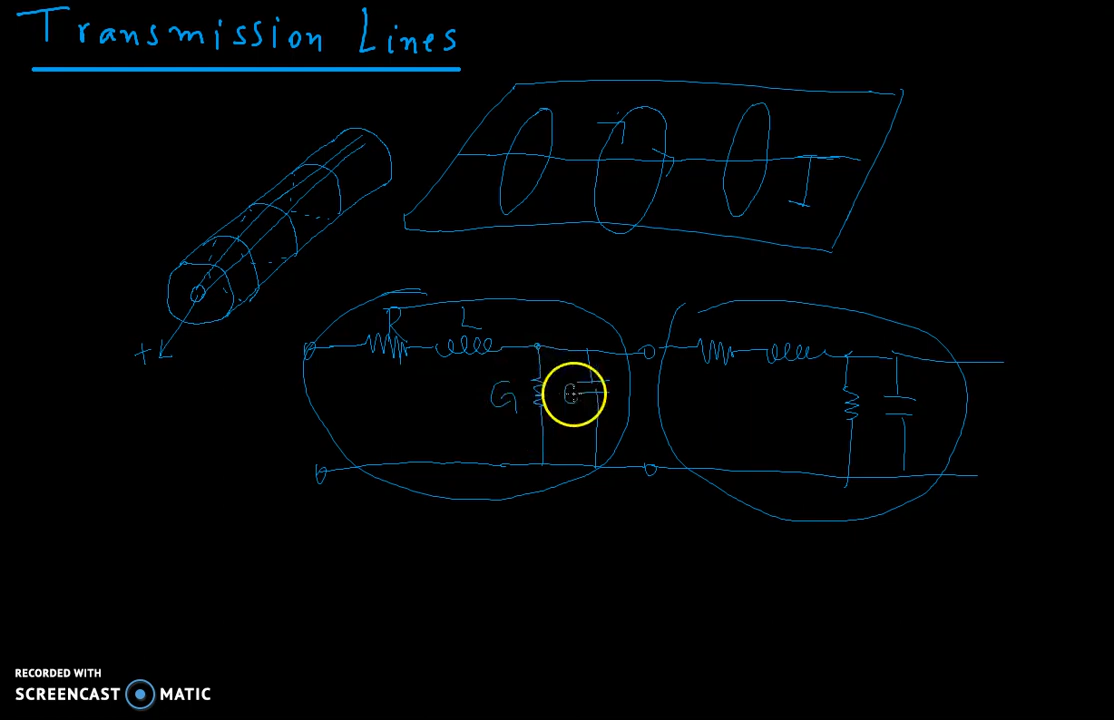 Transmission Lines
I
+
R L
G C
RECORDED WITH
SCREENCAST MATIC